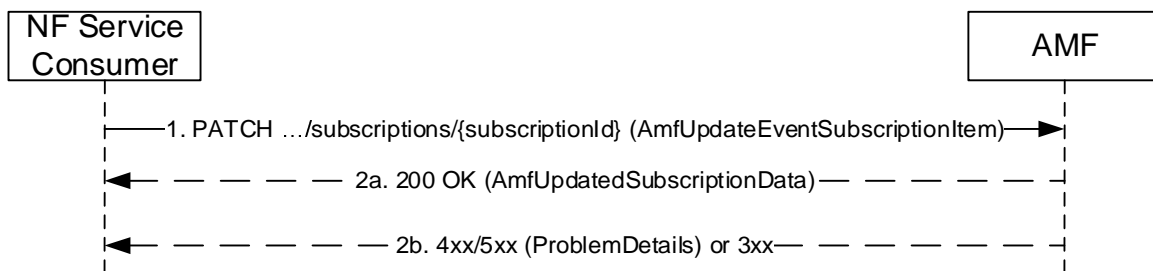 NF Service
Consumer
AMF
1. PATCH …/subscriptions/{subscriptionId} (AmfUpdateEventSubscriptionItem)
2a. 200 OK (AmfUpdatedSubscriptionData)
2b. 4xx/5xx (ProblemDetails) or 3xx